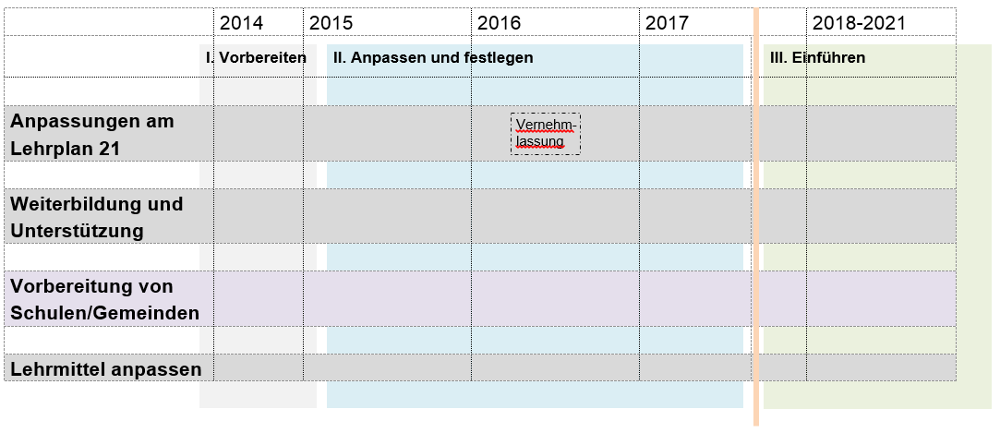 2014 2015 2016 2017 2018-2021
I. Vorbereiten II. Anpassen und festlegen III. Einführen
Anpassungen am
Lehrplan 21
Vernehm-
lassung
Weiterbildung und
Unterstützung
Vorbereitung von
Schulen/Gemeinden
Lehrmittel anpassen